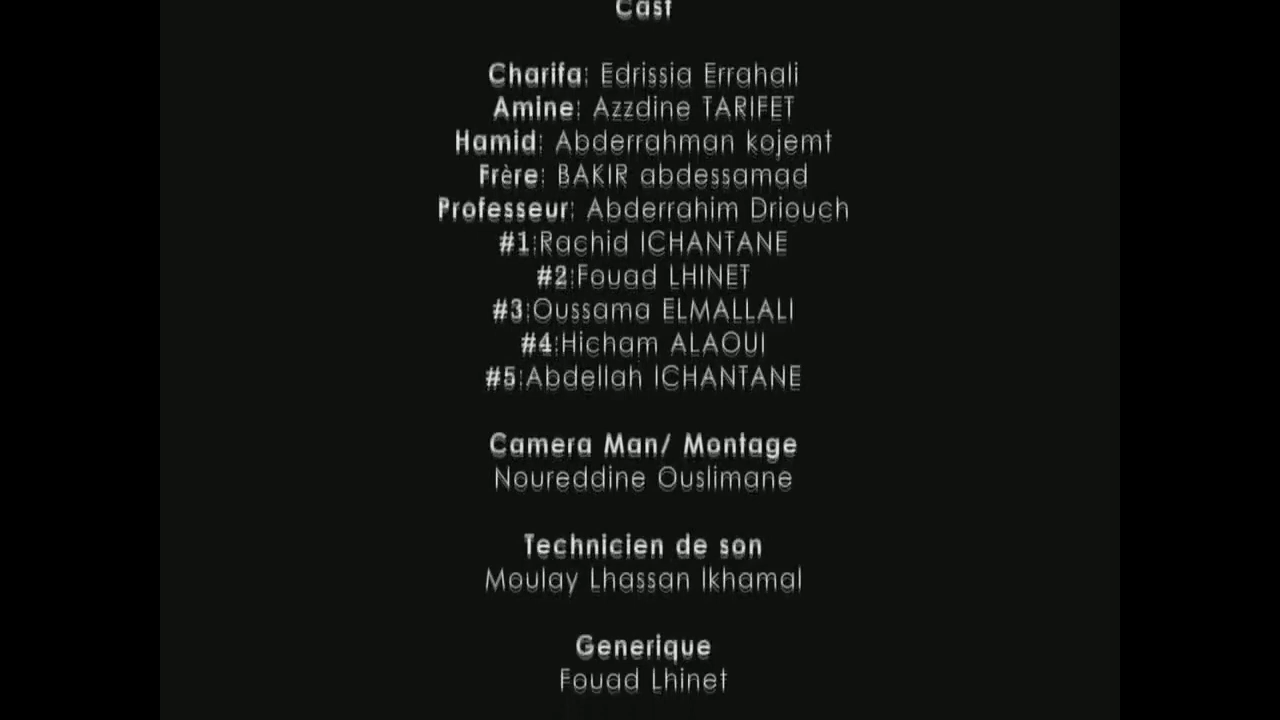 Cast
Charifa: Edrissia Errahali
Amine: Azzdine TARIFET
Hamid: Abderrahman kojemt
Frère: BAKIR abdessamad
Professeur: Abderrahim Driouch
#1:Rachid ICHANTANE
#2:Fouad LHINET
#3:Oussama ELMALLALI
#4:Hicham ALAOUI
#5:Abdellah ICHANTANE
Camera Man/ Montage
Noureddine Ouslimane
Technicien de son
Moulay Lhassan Ikhamal
Generique
Fouad Lhinet